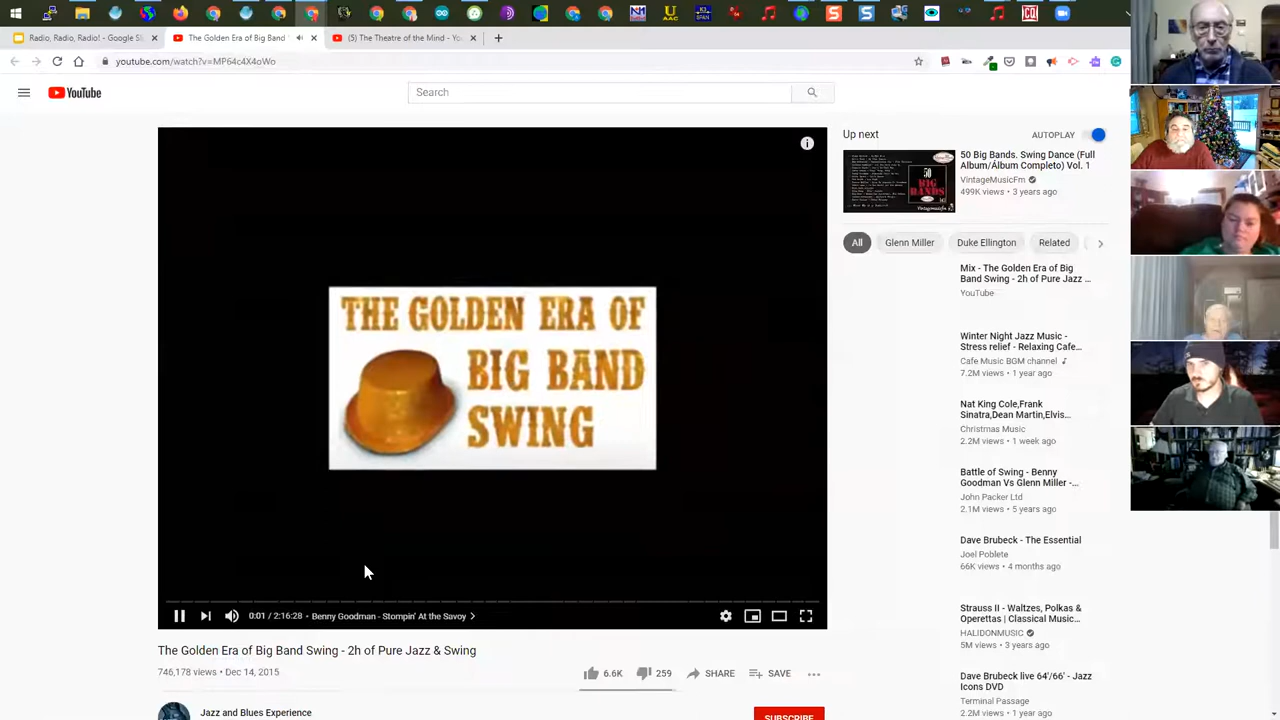 Radio, Radio, Radio! - Google Sl
The Golden Era of Big Band
(5) The Theatre of the Mind - Yo
youtube.com/watch?v=MP64c4X4oWo
YouTube
Search
THE GOLDEN ERA OF
BIG BAND
SWING
0:01 / 2:16:28 • Benny Goodman - Stompin' At the Savoy
The Golden Era of Big Band Swing - 2h of Pure Jazz & Swing
746,178 views • Dec 14, 2015
6.6K
259
SHARE
SAVE
Jazz and Blues Experience
SUBSCRIBE
Up next
AUTOPLAY
50 Big Bands. Swing Dance (Full
Album/Álbum Completo) Vol. 1
VintageMusicFm
499K views • 3 years ago
50
BIG
BANDS
All
Glenn Miller
Duke Ellington
Related
Mix - The Golden Era of Big
Band Swing - 2h of Pure Jazz ...
YouTube
Winter Night Jazz Music -
Stress relief - Relaxing Cafe...
Cafe Music BGM channel
7.2M views • 1 year ago
Nat King Cole,Frank
Sinatra,Dean Martin,Elvis...
Christmas Music
2.2M views • 1 week ago
Battle of Swing - Benny
Goodman Vs Glenn Miller -...
John Packer Ltd
2.1M views • 5 years ago
Dave Brubeck - The Essential
Joel Poblete
66K views • 4 months ago
Strauss II - Waltzes, Polkas &
Operettas | Classical Music...
HALIDONMUSIC
5M views • 3 years ago
Dave Brubeck live 64'/66' - Jazz
Icons DVD
Terminal Passage
2.2M views • 1 year ago